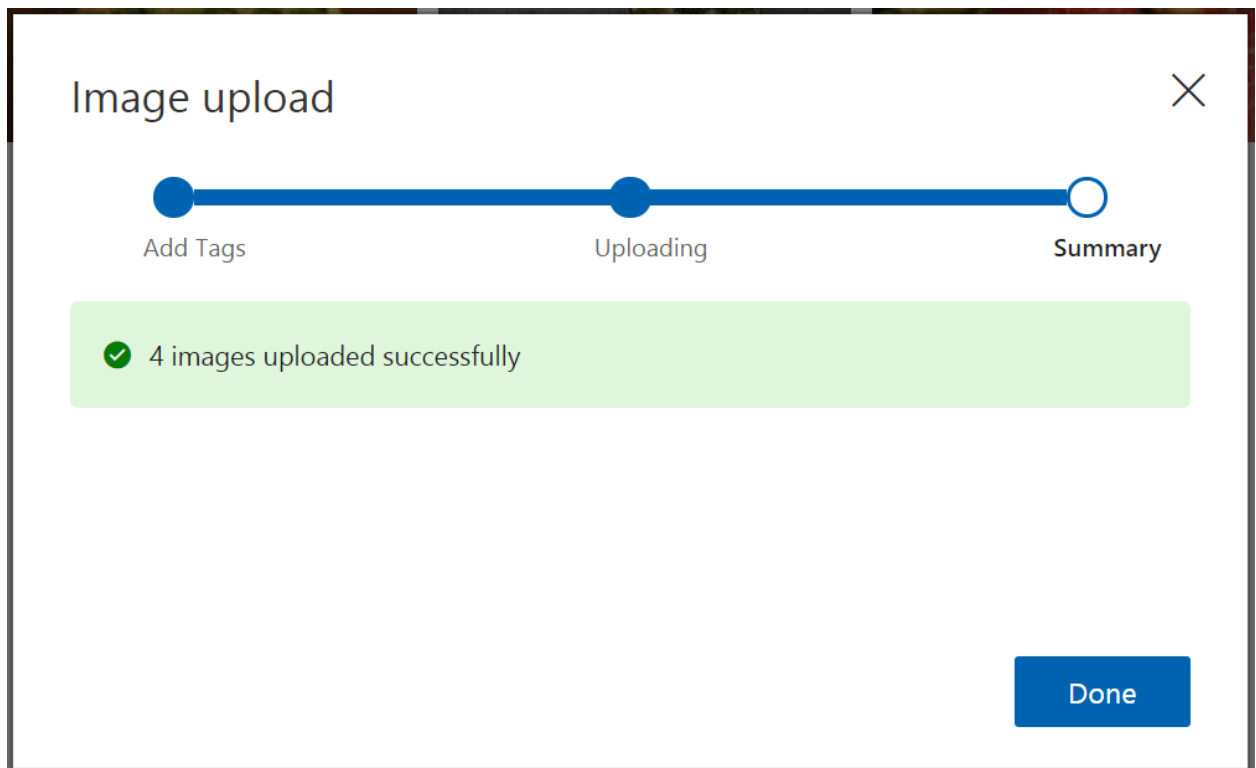 Image upload
Add Tags
Uploading
Summary
4 images uploaded successfully
Done